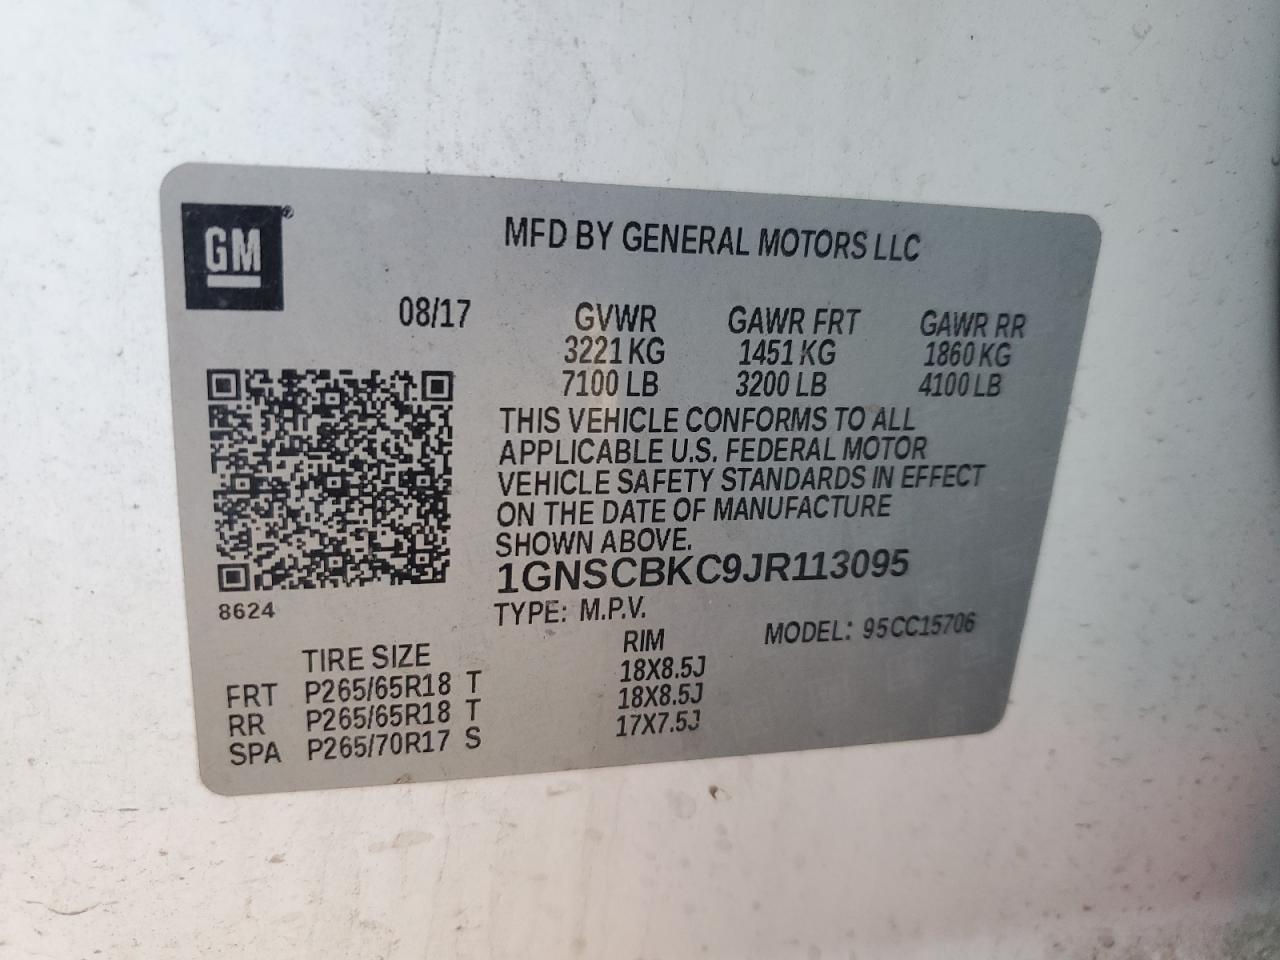 GM®
MFD BY GENERAL MOTORS LLC
08/17 GVWR GAWR FRT GAWR RR
3221 KG 1451 KG 1860 KG
7100 LB 3200 LB 4100 LB
THIS VEHICLE CONFORMS TO ALL
APPLICABLE U.S. FEDERAL MOTOR
VEHICLE SAFETY STANDARDS IN EFFECT
ON THE DATE OF MANUFACTURE
SHOWN ABOVE.
1GNSCBKC9JR113095
8624
TYPE: M.P.V. MODEL: 95CC15706
TIRE SIZE RIM
FRT P265/65R18 T 18X8.5J
RR P265/65R18 T 18X8.5J
SPA P265/70R17 S 17X7.5J